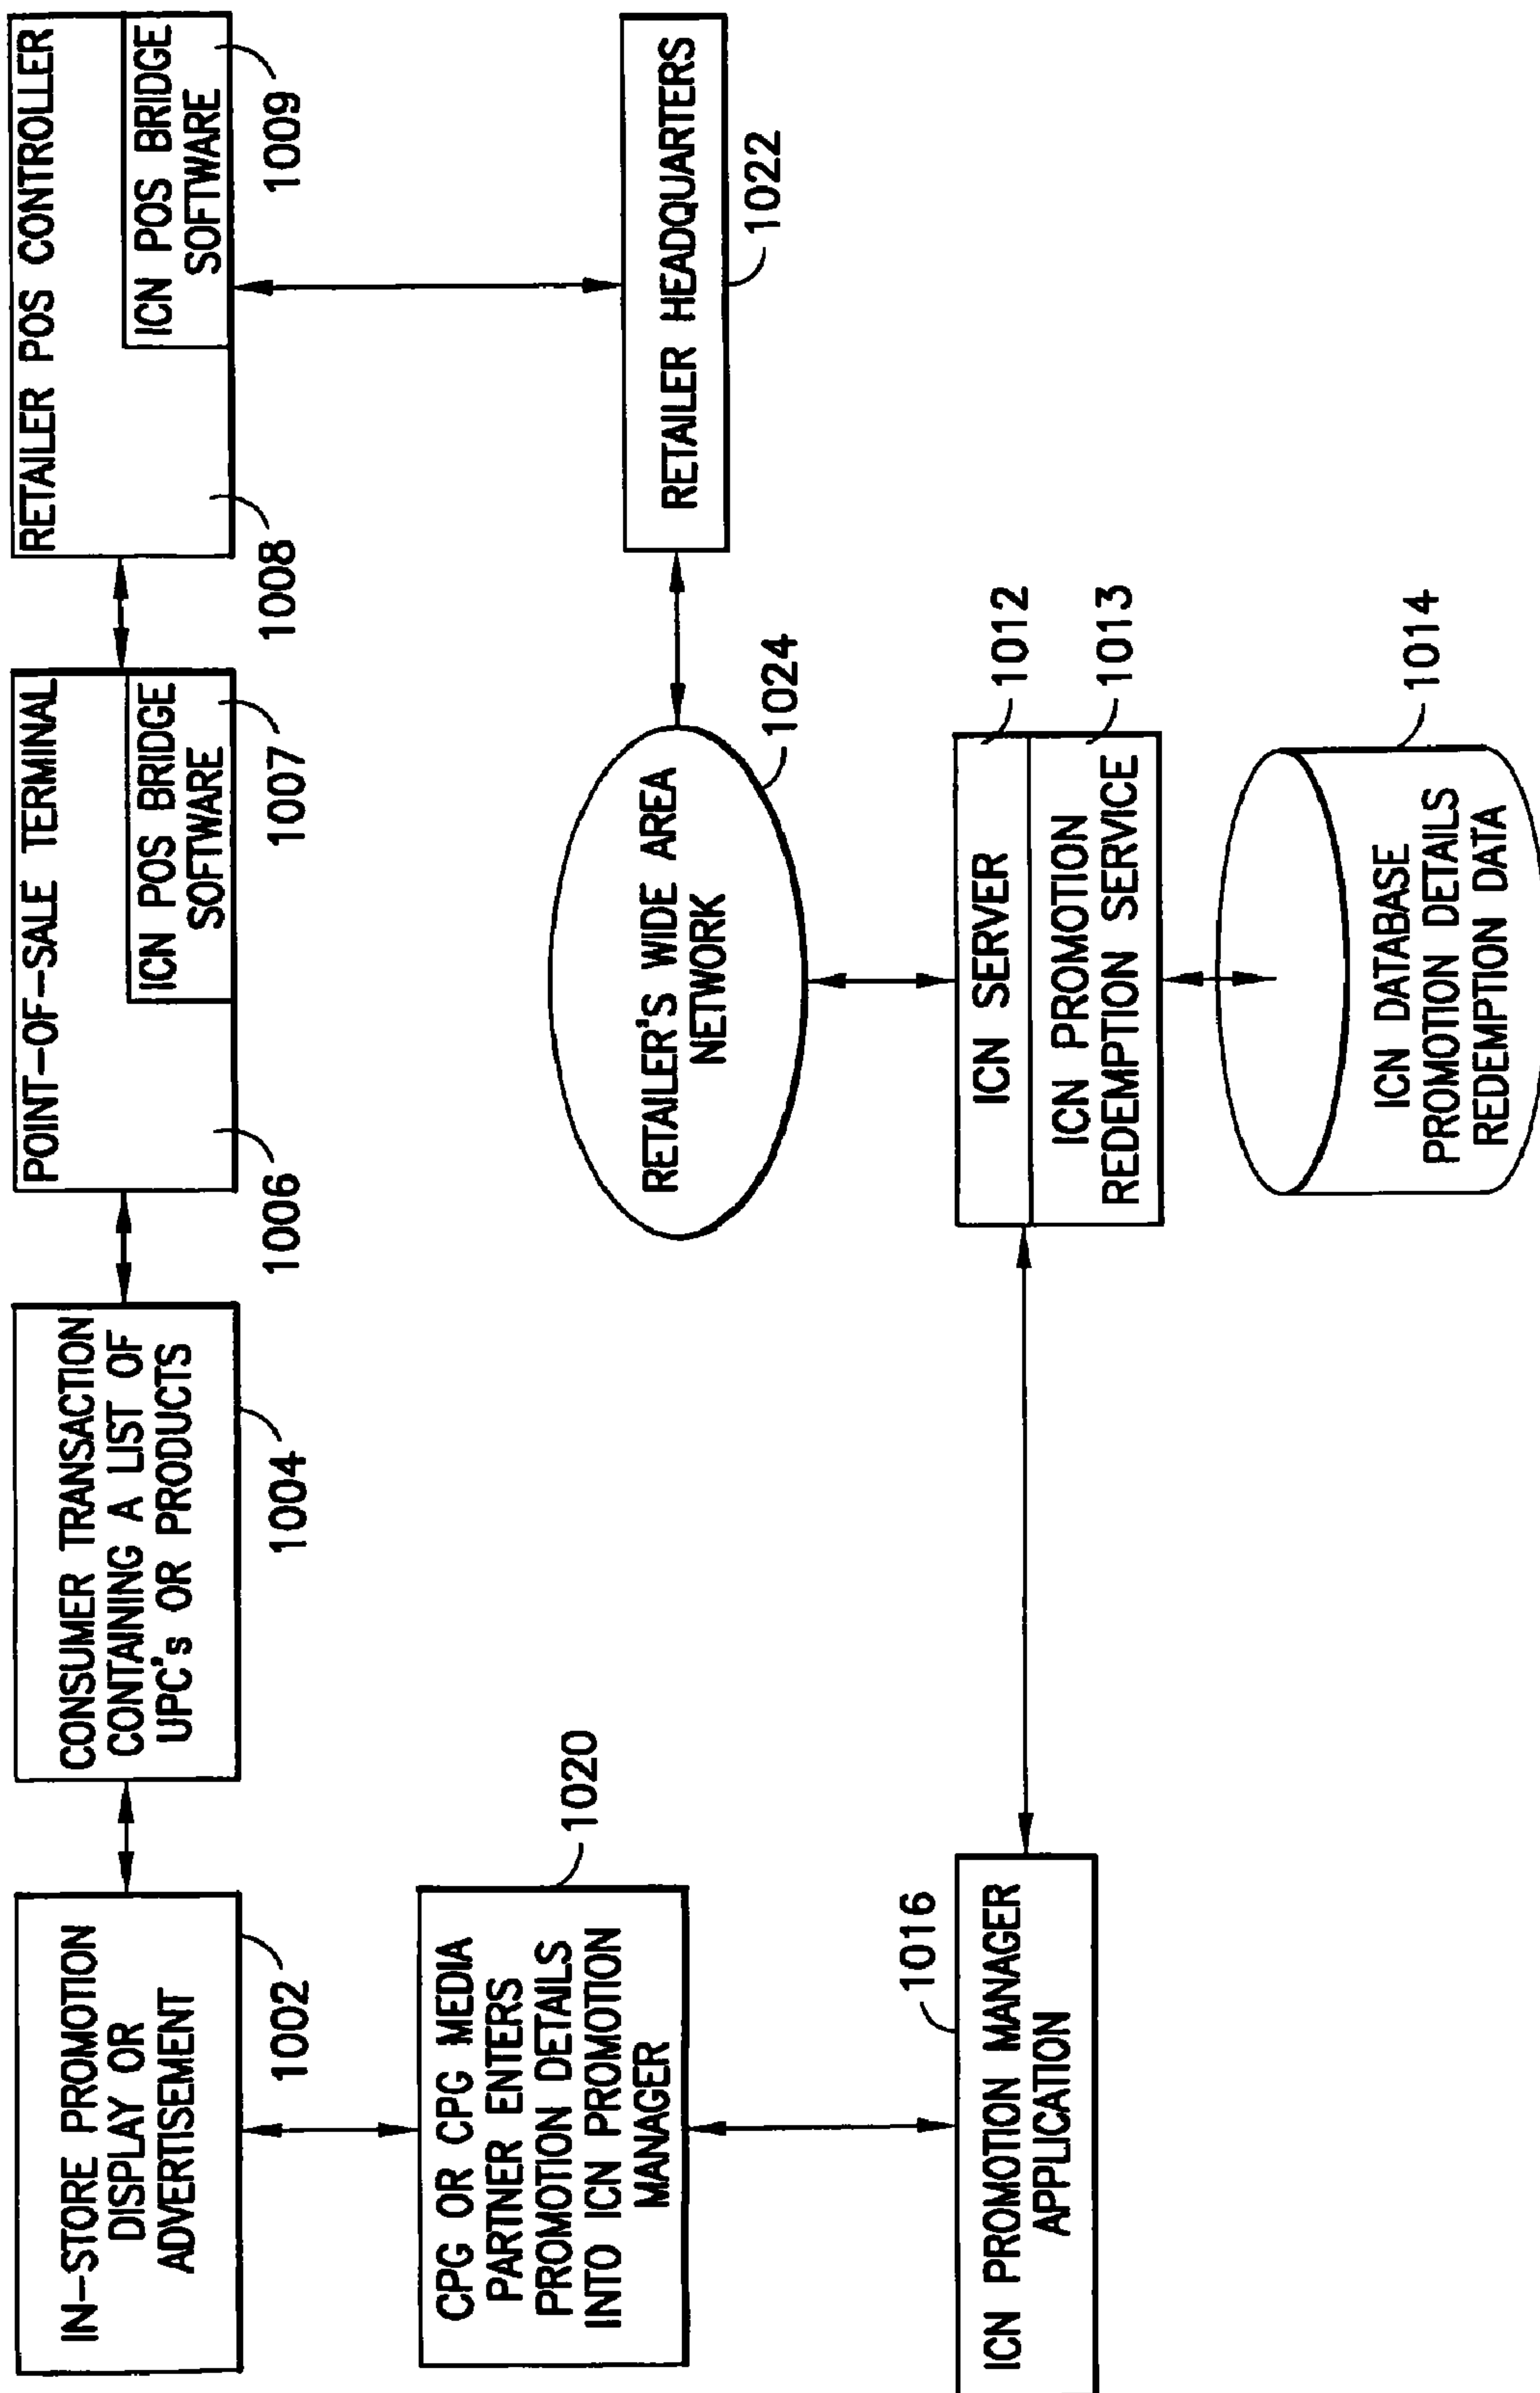 IN-STORE PROMOTION
DISPLAY OR
ADVERTISEMENT
1002
CONSUMER TRANSACTION
CONTAINING A LIST OF
UPC's OR PRODUCTS
1004
POINT-OF-SALE TERMINAL
ICN POS BRIDGE
SOFTWARE
1006
1007
RETAILER POS CONTROLLER
ICN POS BRIDGE
SOFTWARE
1008
1009
CPG OR CPG MEDIA
PARTNER ENTERS
PROMOTION DETAILS
INTO ICN PROMOTION
MANAGER
1020
RETAILER'S WIDE AREA
NETWORK
1024
RETAILER HEADQUARTERS
1022
1016
ICN PROMOTION MANAGER
APPLICATION
ICN SERVER
1012
ICN PROMOTION
REDEMPTION SERVICE
1013
ICN DATABASE
PROMOTION DETAILS
REDEMPTION DATA
1014